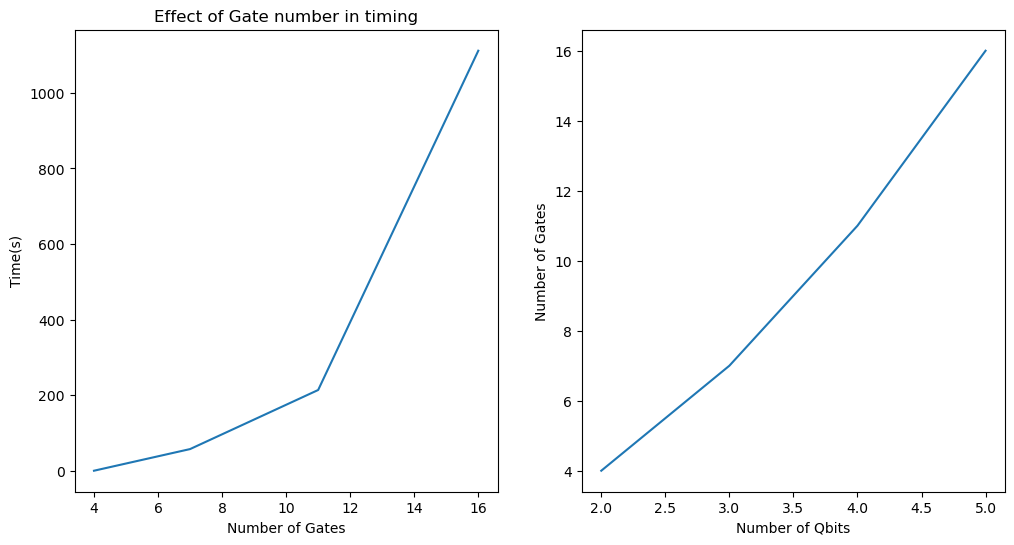 Effect of Gate number in timing
Time(s)
1000
800
600
400
200
0
4 6 8 10 12 14 16
Number of Gates
Number of Gates
16
14
12
10
8
6
4
2.0 2.5 3.0 3.5 4.0 4.5 5.0
Number of Qbits